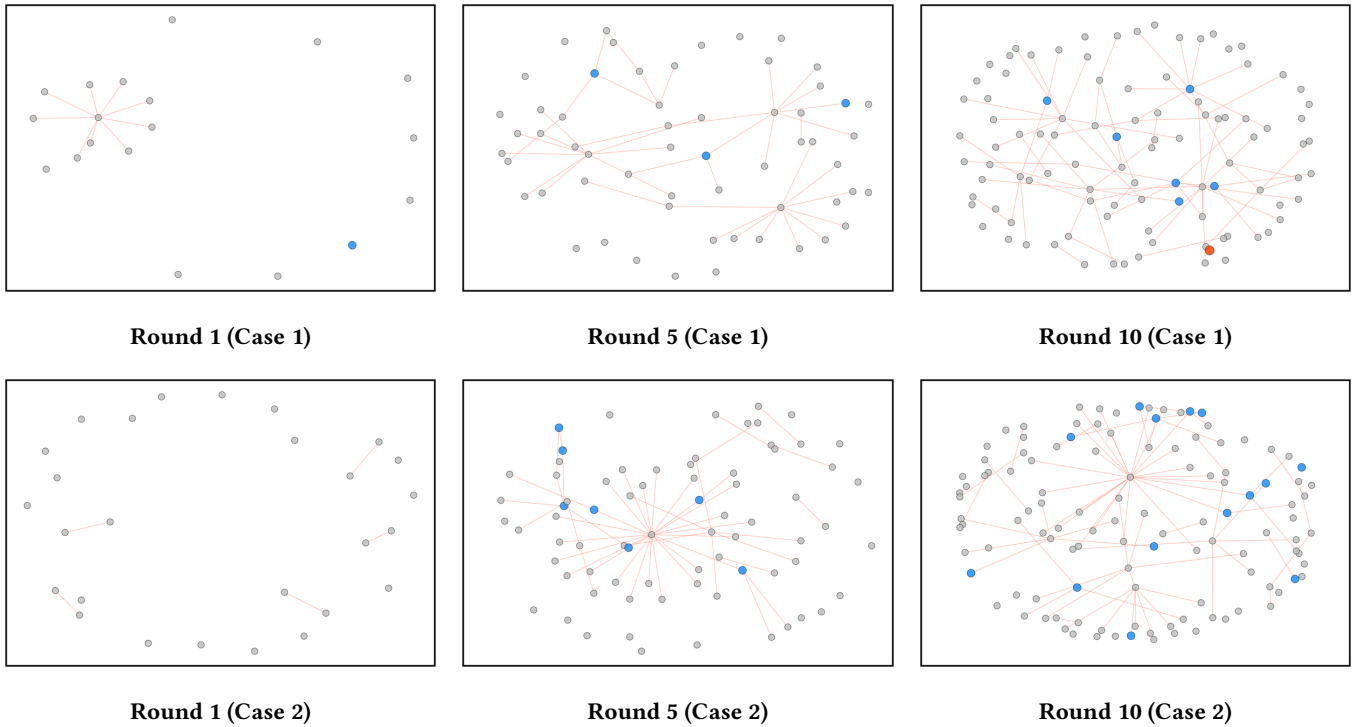 Round 1 (Case 1)
Round 5 (Case 1)
Round 10 (Case 1)
Round 1 (Case 2)
Round 5 (Case 2)
Round 10 (Case 2)